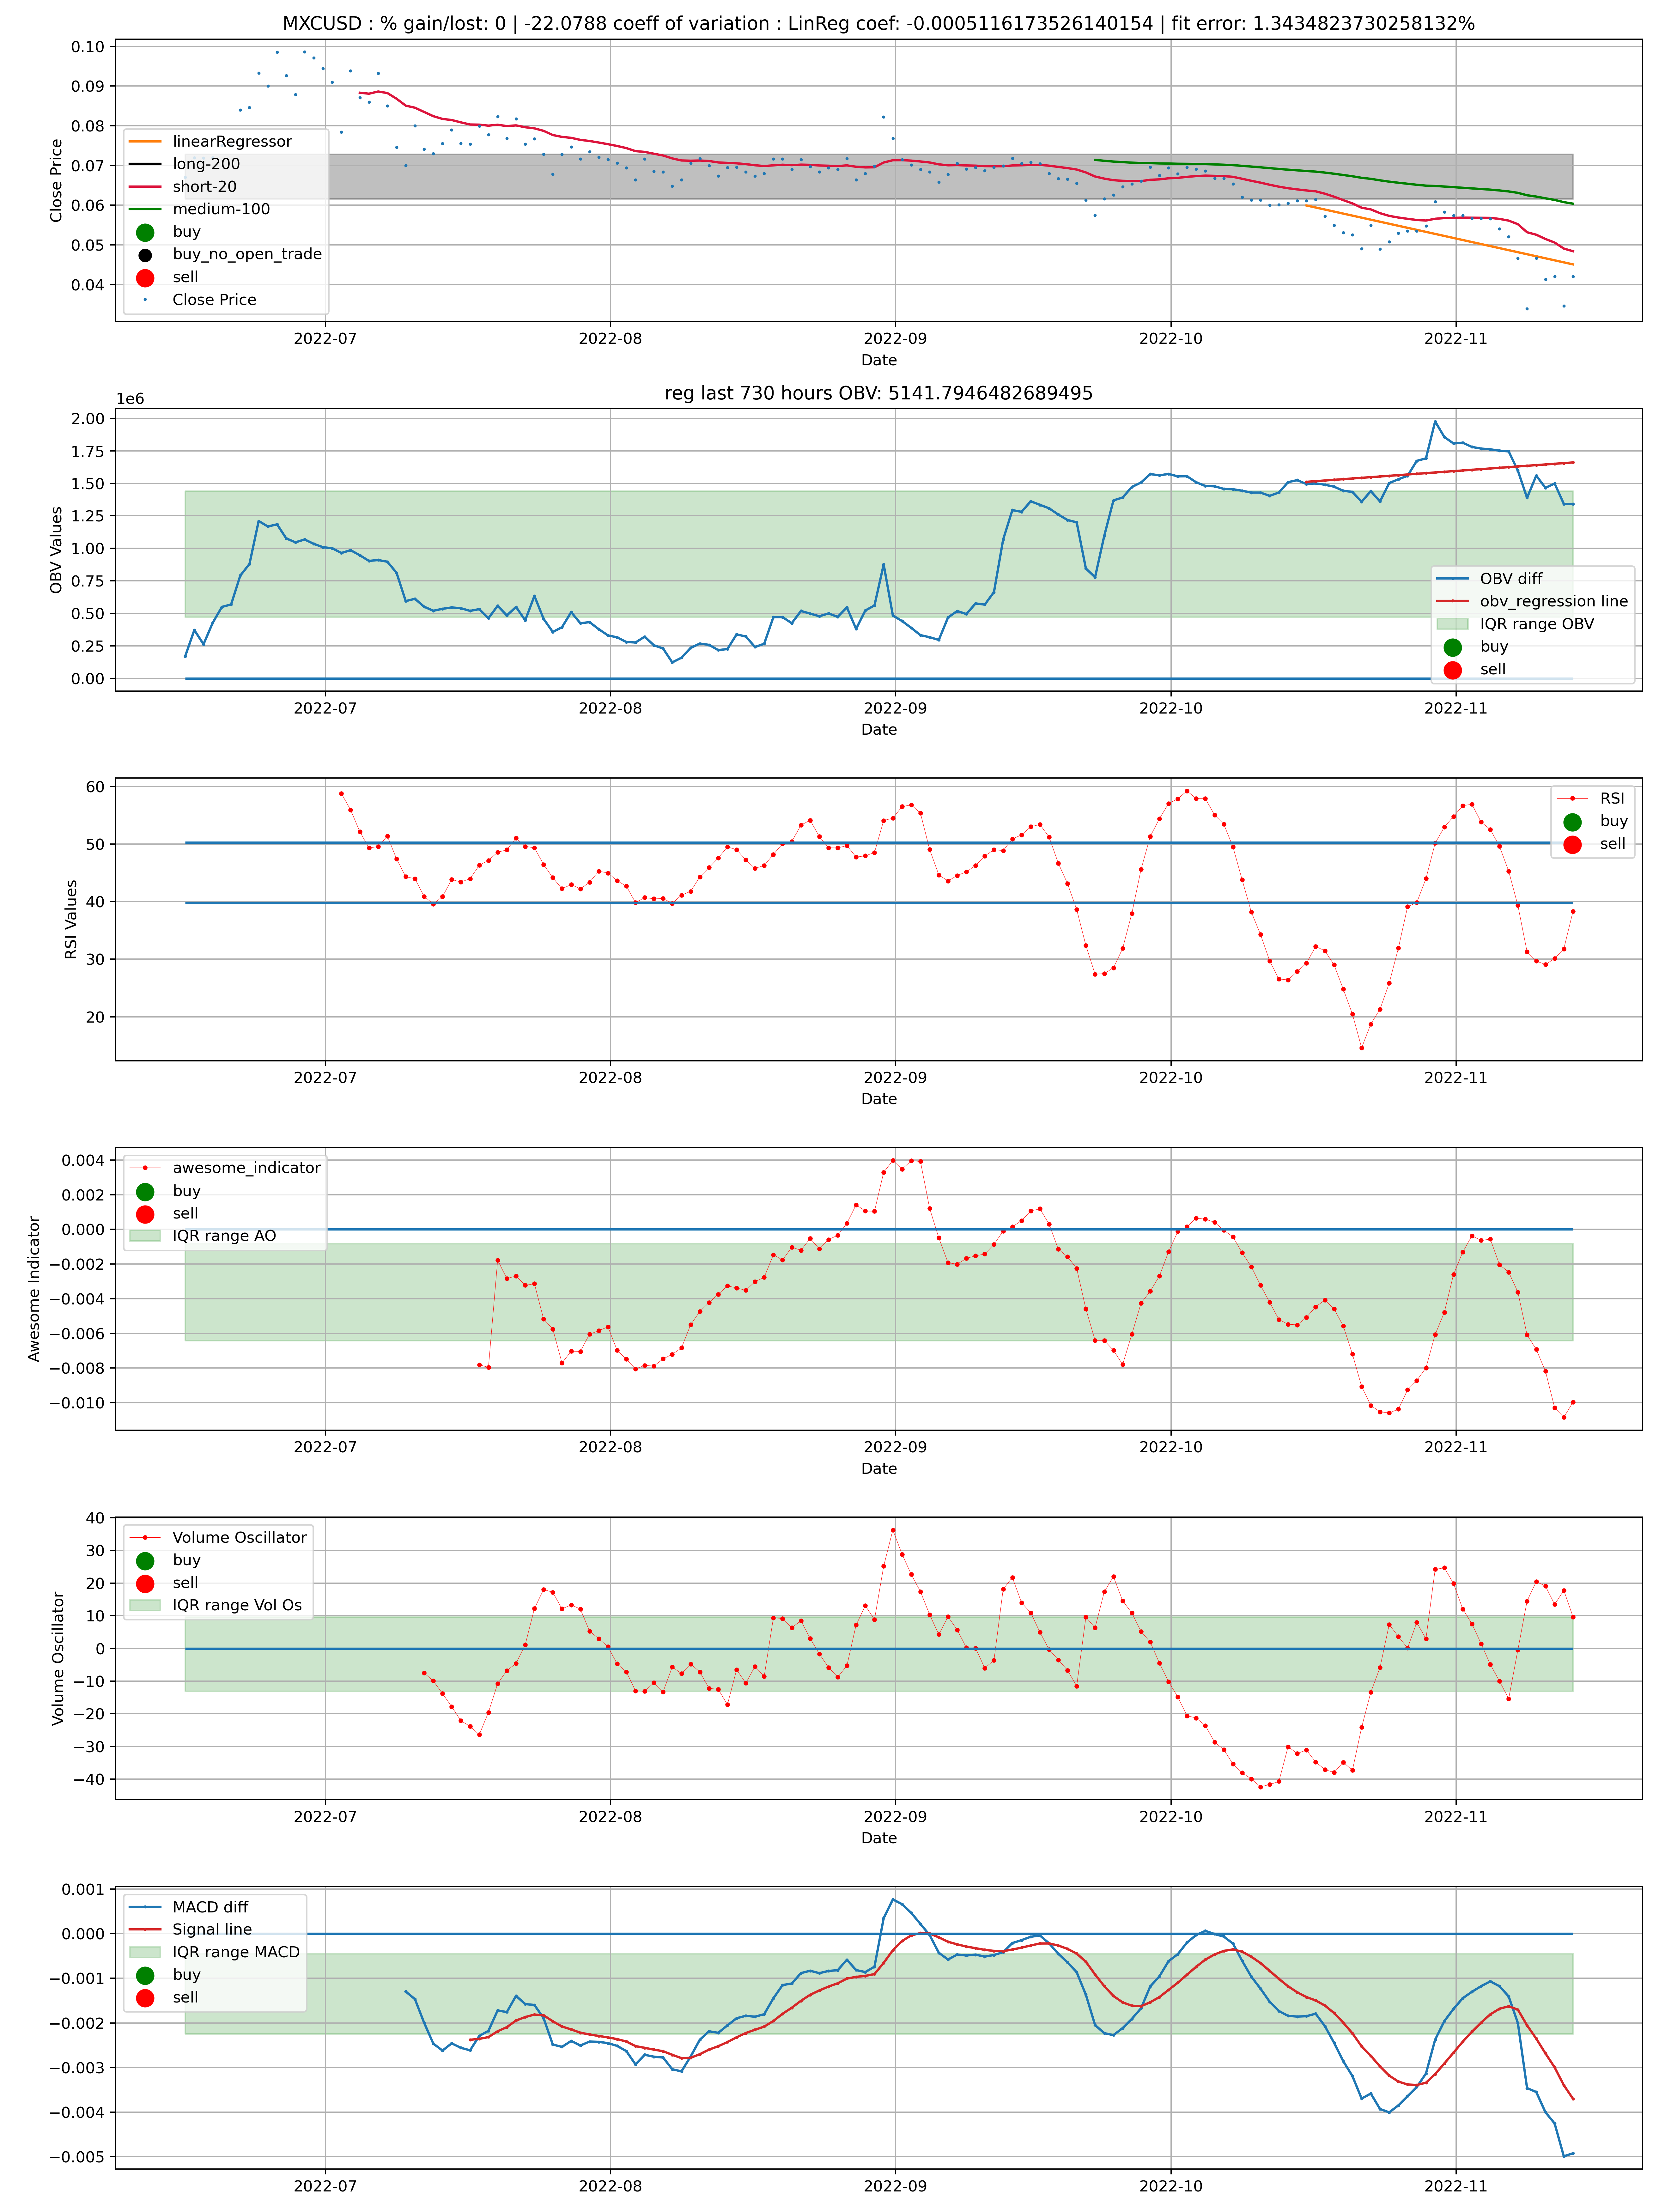 MXCUSD : % gain/lost: 0 | -22.0788 coeff of variation : LinReg coef: -0.0005116173526140154 | fit error: 1.3434823730258132%
Close Price
0.10
0.09
0.08
0.07
0.06
0.05
0.04
linearRegressor
long-200
short-20
medium-100
buy
buy_no_open_trade
sell
Close Price
2022-07 2022-08 2022-09 2022-10 2022-11
Date
reg last 730 hours OBV: 5141.7946482689495
1e6
OBV Values
2.00
1.75
1.50
1.25
1.00
0.75
0.50
0.25
0.00
OBV diff
obv_regression line
IQR range OBV
buy
sell
2022-07 2022-08 2022-09 2022-10 2022-11
Date
RSI Values
60
50
40
30
20
RSI
buy
sell
2022-07 2022-08 2022-09 2022-10 2022-11
Date
Awesome Indicator
0.004
0.002
0.000
−0.002
−0.004
−0.006
−0.008
−0.010
awesome_indicator
buy
sell
IQR range AO
2022-07 2022-08 2022-09 2022-10 2022-11
Date
Volume Oscillator
40
30
20
10
0
−10
−20
−30
−40
Volume Oscillator
buy
sell
IQR range Vol Os
2022-07 2022-08 2022-09 2022-10 2022-11
Date
0.001
0.000
−0.001
−0.002
−0.003
−0.004
−0.005
MACD diff
Signal line
IQR range MACD
buy
sell
2022-07 2022-08 2022-09 2022-10 2022-11